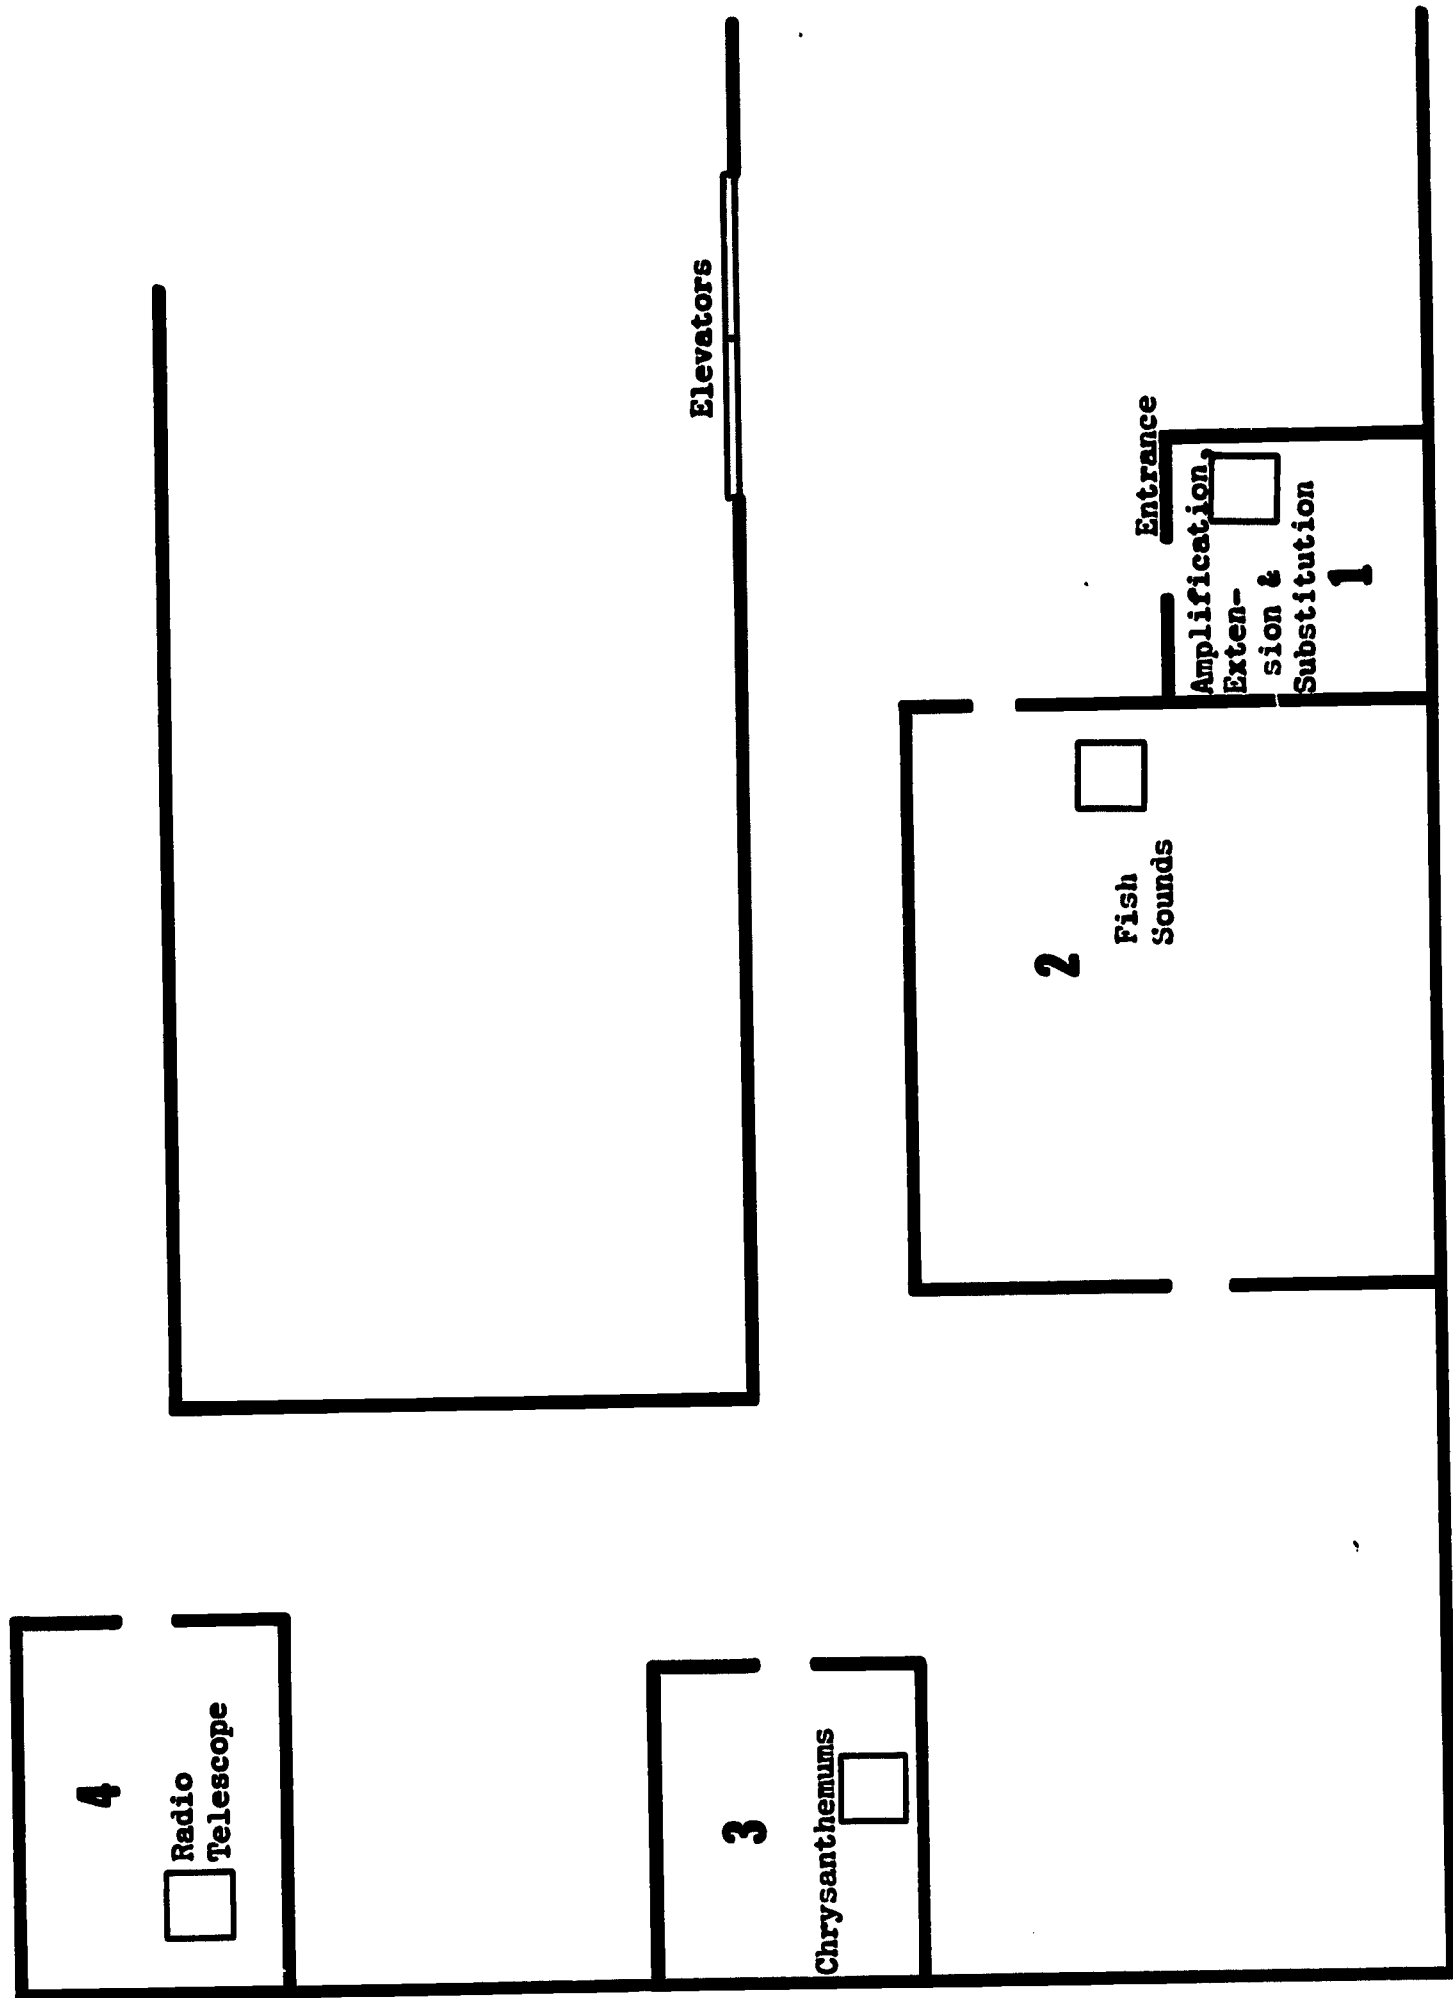 4
Radio
Telescope
3
Chrysanthemums
Elevators
2
Fish
Sounds
Entrance
Amplification,
Exten-
sion &
Substitution
1